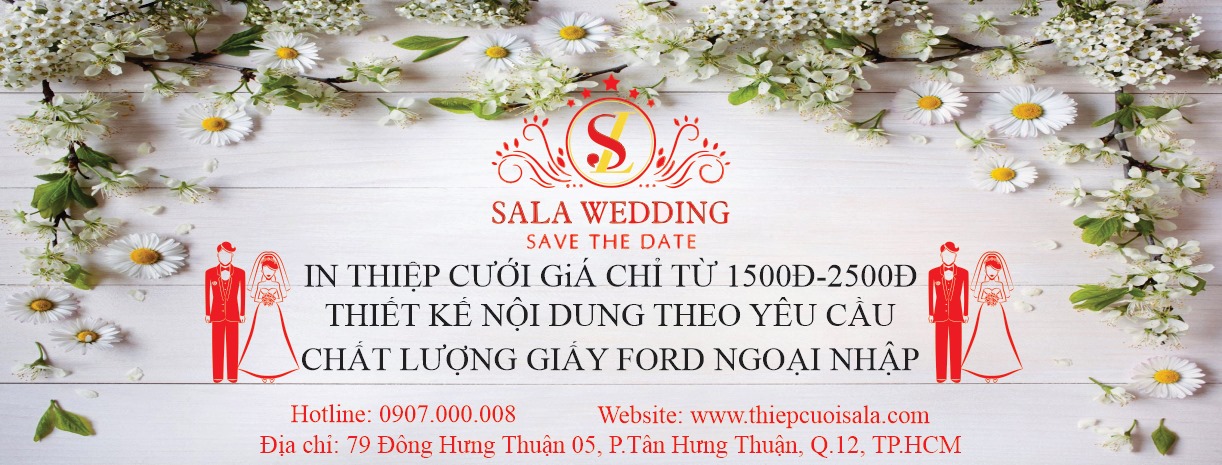 SL
SALA WEDDING
SAVE THE DATE
IN THIỆP CƯỚI GiÁ CHỈ TỪ 1500Đ-2500Đ
THIẾT KẾ NỘI DUNG THEO YÊU CẦU
CHẤT LƯỢNG GIẤY FORD NGOẠI NHẬP
Hotline: 0907.000.008 Website: www.thiepcuoisala.com
Địa chỉ: 79 Đông Hưng Thuận 05, P.Tân Hưng Thuận, Q.12, TP.HCM